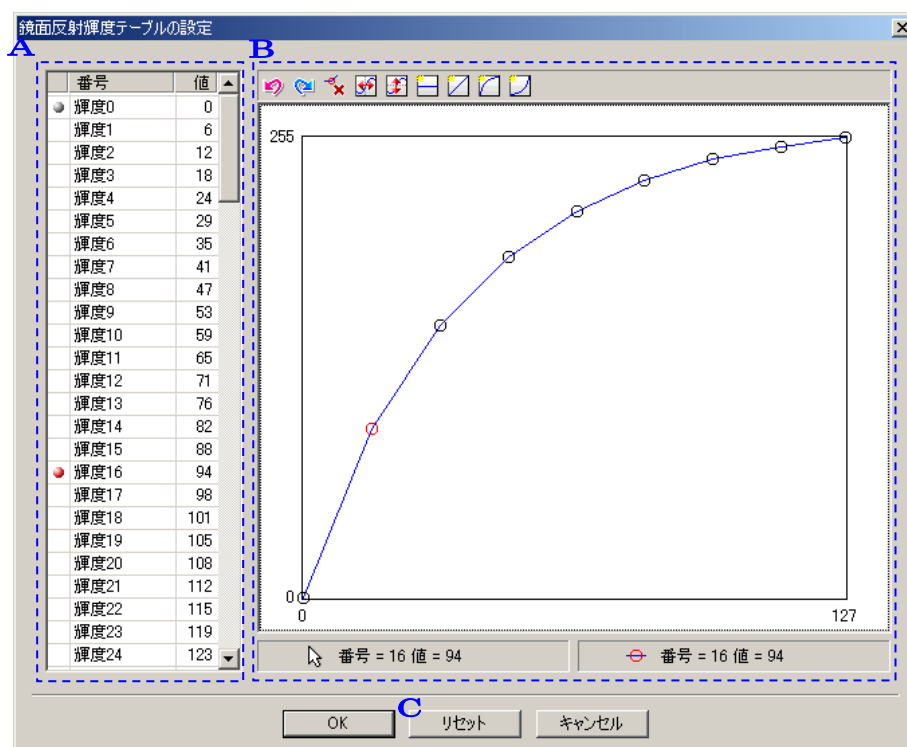 鏡面反射輝度テーブルの設定
A
B
番号 値
輝度0 0
輝度1 6
輝度2 12
輝度3 18
輝度4 24
輝度5 29
輝度6 35
輝度7 41
輝度8 47
輝度9 53
輝度10 59
輝度11 65
輝度12 71
輝度13 76
輝度14 82
輝度15 88
輝度16 94
輝度17 98
輝度18 101
輝度19 105
輝度20 108
輝度21 112
輝度22 115
輝度23 119
輝度24 123
255
0
0 127
番号 = 16 値 = 94
番号 = 16 値 = 94
C
OK リセット キャンセル